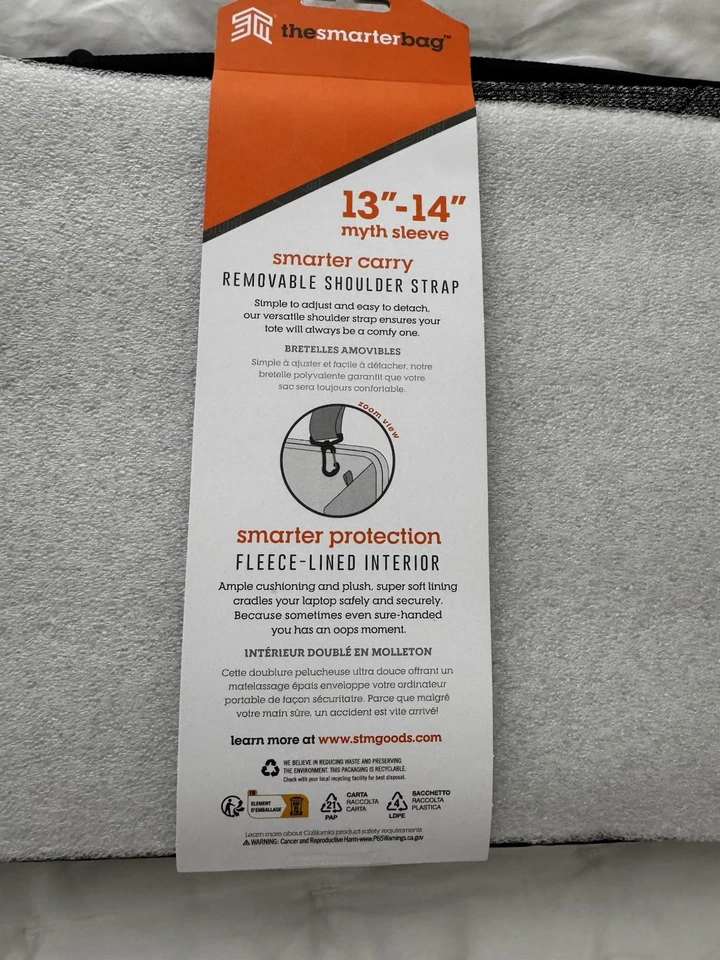 thesmarterbag™
13"-14"
myth sleeve
smarter carry
REMOVABLE SHOULDER STRAP
Simple to adjust and easy to detach,
our versatile shoulder strap ensures your
tote will always be a comfy one.
BRETELLES AMOVIBLES
Simple à ajuster et facile à détacher, notre
bretelle polyvalente garantit que votre
sac sera toujours confortable.
zoom view
smarter protection
FLEECE-LINED INTERIOR
Ample cushioning and plush, super soft lining
cradles your laptop safely and securely.
Because sometimes even sure-handed
you has an oops moment.
INTÉRIEUR DOUBLÉ EN MOLLETON
Cette doublure pelucheuse ultra douce offrant un
matelassage épais enveloppe votre ordinateur
portable de façon sécuritaire. Parce que malgré
votre main sûre, un accident est vite arrivé!
learn more at www.stmgoods.com
WE BELIEVE IN REDUCING WASTE AND PRESERVING
THE ENVIRONMENT. THIS PACKAGING IS RECYCLABLE.
Check with your local recycling facility for best disposal.
FR
ELEMENT
D'EMBALLAGE
21
PAP
CARTA
RACCOLTA
CARTA
4
LDPE
SACCHETTO
RACCOLTA
PLASTICA
Learn more about California product safety requirements
WARNING: Cancer and Reproductive Harm-www.P65Warnings.ca.gov